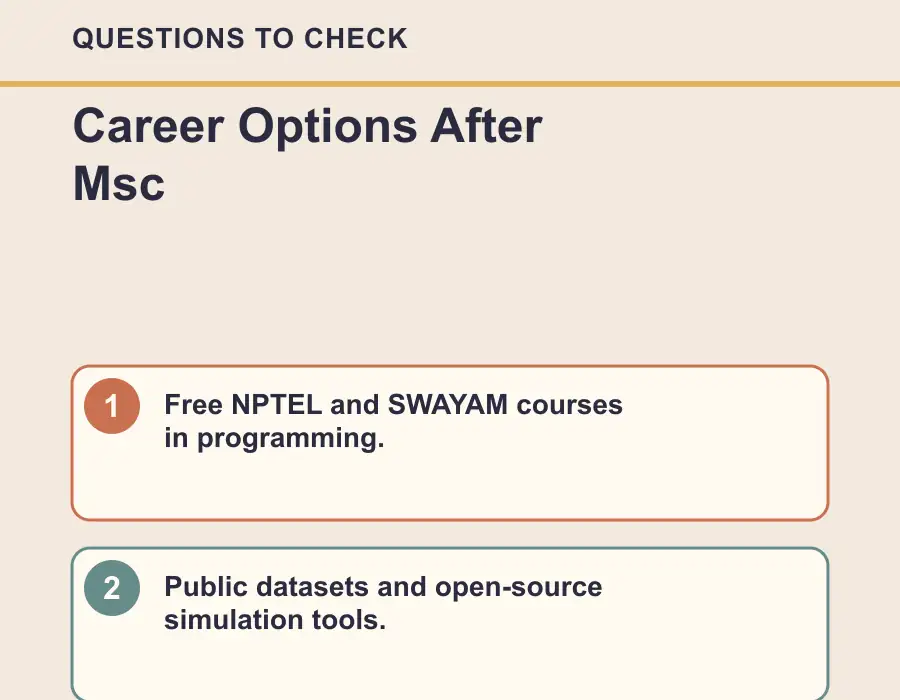 QUESTIONS TO CHECK
Career Options After
Msc
1
Free NPTEL and SWAYAM courses
in programming.
2
Public datasets and open-source
simulation tools.